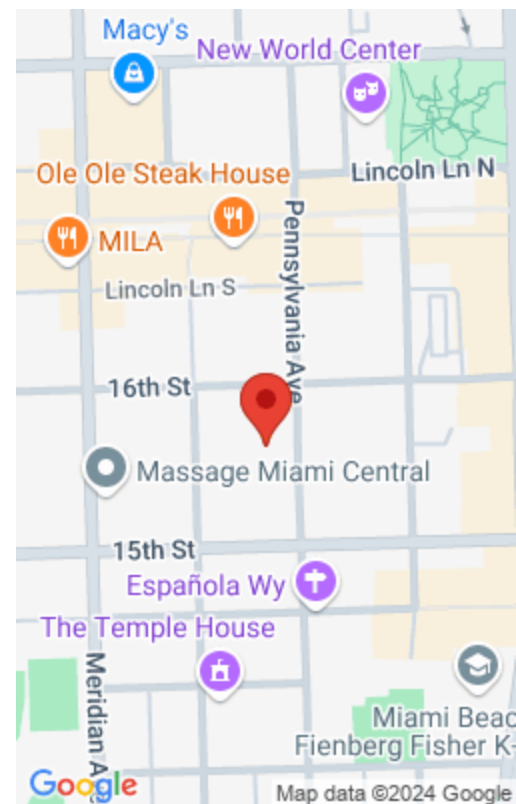 Macy's
New World Center
Lincoln Ln N
Ole Ole Steak House
MILA
Pennsylvania Ave
Lincoln Ln S
16th St
Massage Miami Central
15th St
Española Wy
The Temple House
Meridian A
Miami Beac
Fienberg Fisher K-
Google
Map data ©2024 Google